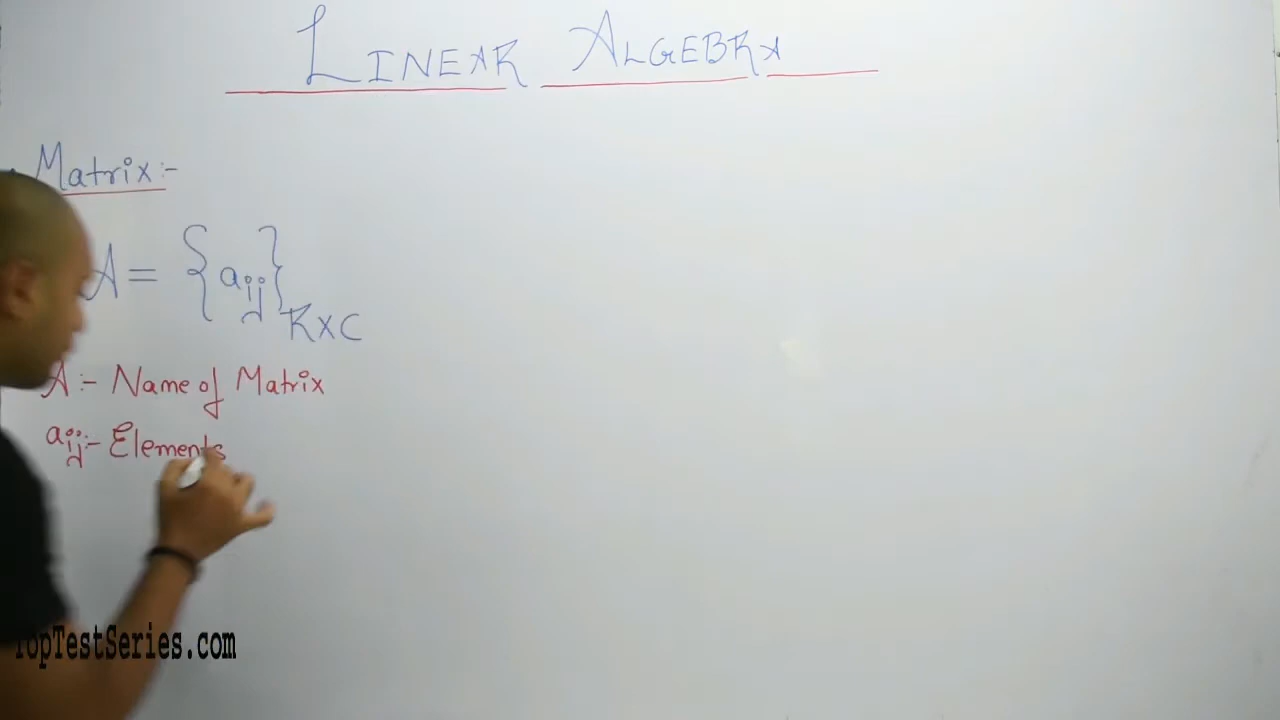 LINEAR ALGEBRA
Matrix:-
A = {aij}RXC
A:- Name of Matrix
aij:- Elements
TopTestSeries.com